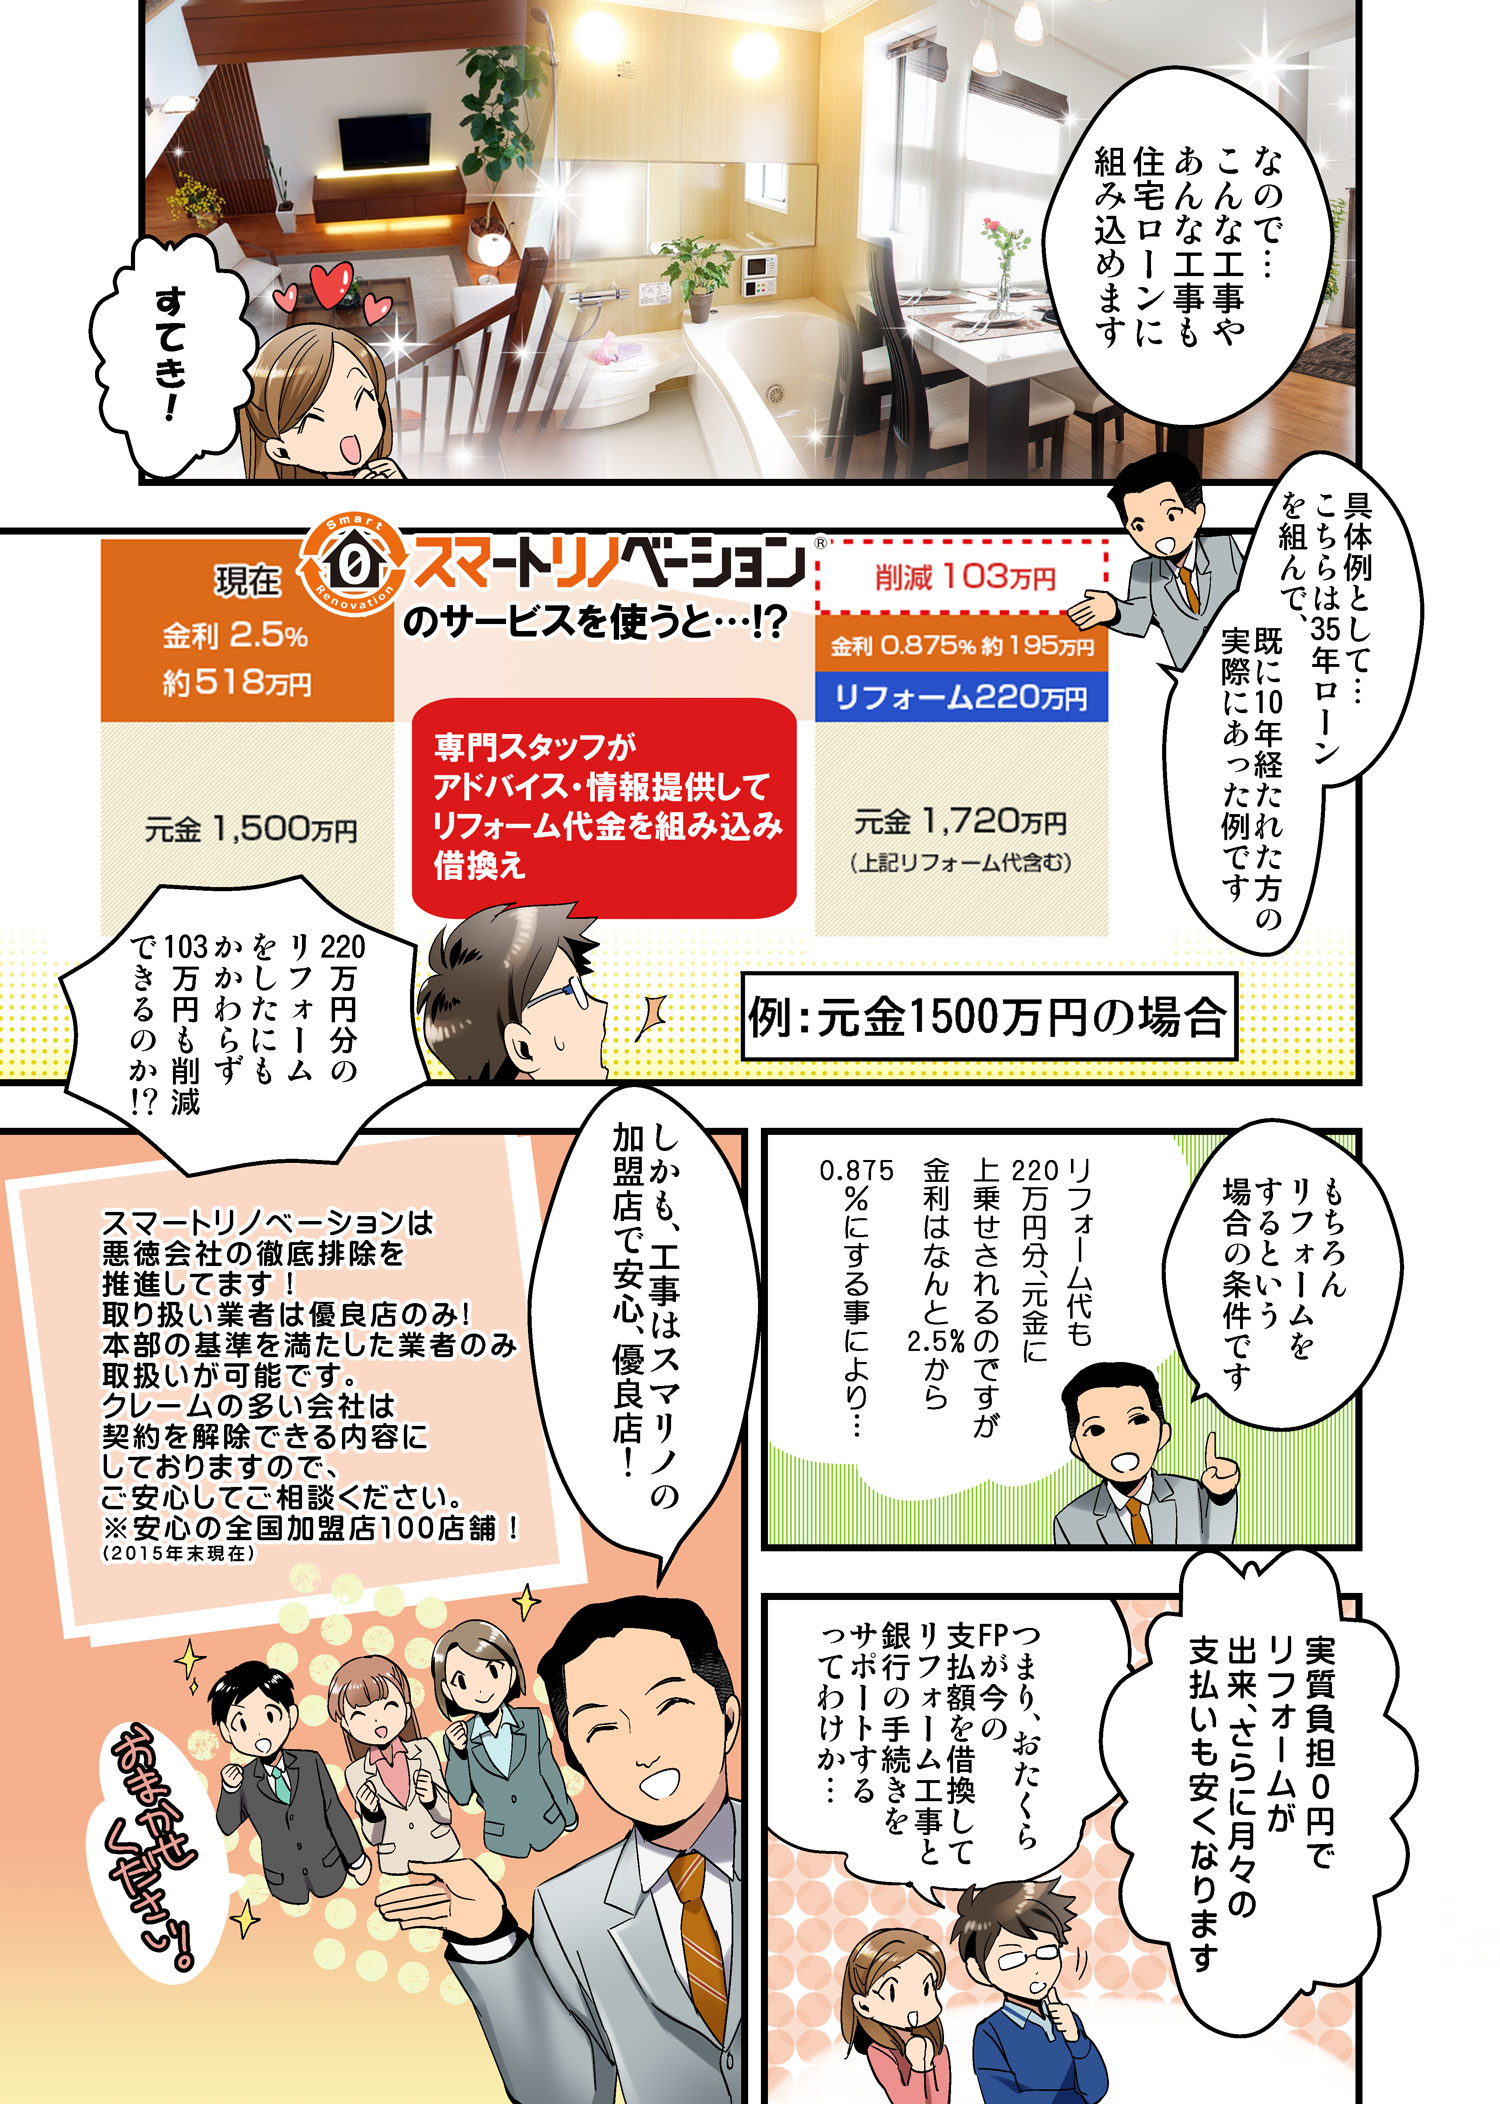 なので…
こんな工事や
あんな工事も
住宅ローンに
組み込めます
すてき！
具体例として…
こちらは35年ローン
を組んで、
既に10年経たれた方の
実際にあった例です
現在
金利 2.5%
約518万円
元金 1,500万円
Smart
0
Renovation
スマートリノベーション®
のサービスを使うと…!?
専門スタッフが
アドバイス・情報提供して
リフォーム代金を組み込み
借換え
削減 103万円
金利 0.875% 約195万円
リフォーム220万円
元金 1,720万円
(上記リフォーム代含む)
例：元金1500万円の場合
220万円分の
リフォーム
をしたにも
かかわらず
103万円も削減
できるのか!?
もちろん
リフォームを
するという
場合の条件です
リフォーム代も
220万円分、元金に
上乗せされるのですが
金利はなんと2.5%から
0.875%にする事により…
実質負担０円で
リフォームが
出来、さらに月々の
支払いも安くなります
つまり、おたくら
FPが今の
支払額を借換して
リフォーム工事と
銀行の手続きを
サポートする
ってわけか…
しかも、工事はスマリノの
加盟店で安心、優良店！
スマートリノベーションは
悪徳会社の徹底排除を
推進してます！
取り扱い業者は優良店のみ！
本部の基準を満たした業者のみ
取扱いが可能です。
クレームの多い会社は
契約を解除できる内容に
しておりますので、
ご安心してご相談ください。
※安心の全国加盟店100店舗！
(2015年末現在)
おまかせ
ください！